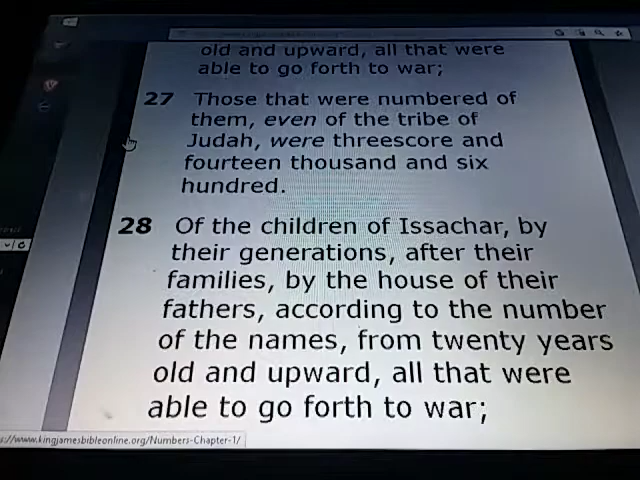 old and upward, all that were
able to go forth to war;
27 Those that were numbered of
them, even of the tribe of
Judah, were threescore and
fourteen thousand and six
hundred.
28 Of the children of Issachar, by
their generations, after their
families, by the house of their
fathers, according to the number
of the names, from twenty years
old and upward, all that were
able to go forth to war;
s://www.kingjamesbibleonline.org/Numbers-Chapter-1/